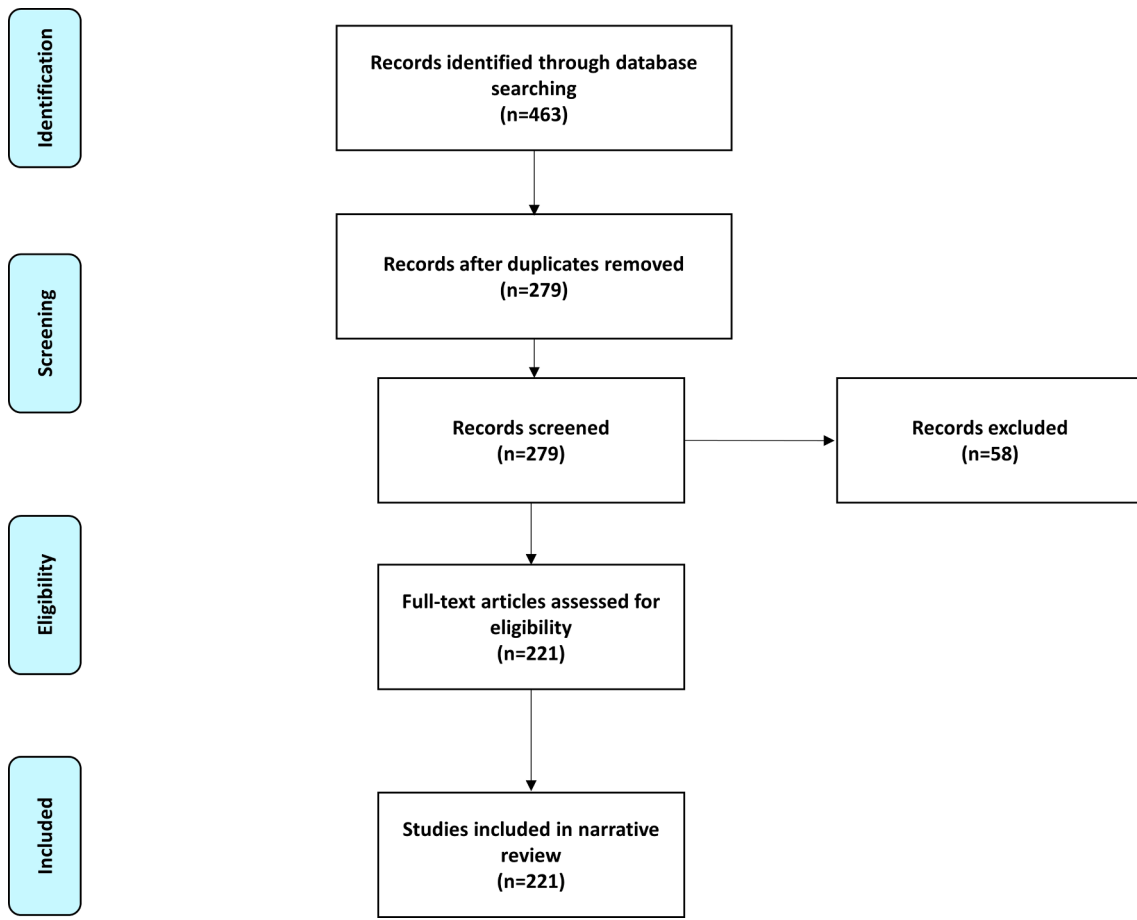 Identification
Records identified through database
searching
(n=463)
Records after duplicates removed
(n=279)
Screening
Records screened
(n=279)
Records excluded
(n=58)
Eligibility
Full-text articles assessed for
eligibility
(n=221)
Included
Studies included in narrative
review
(n=221)